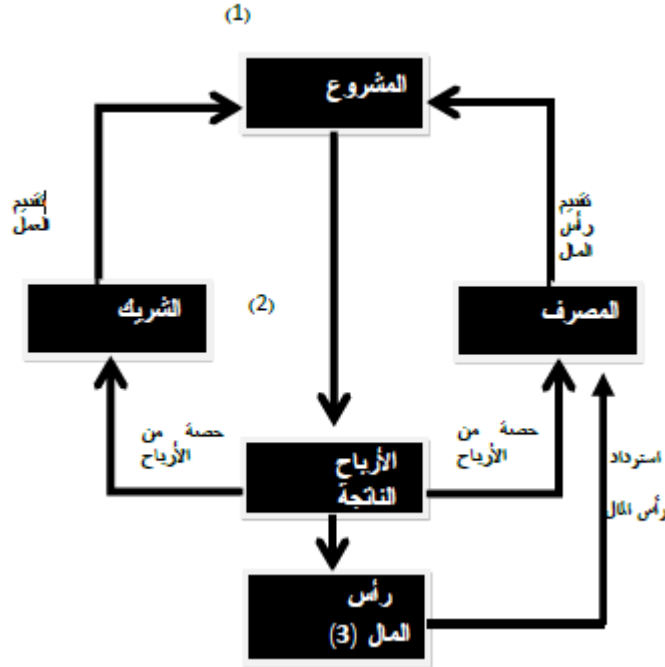 (1)
المشروع
تقديم
رأس
المال
تقديم
العمل
المصرف
(2)
الشريك
حصة من
الأرباح
حصة من
الأرباح
الأرباح
الناتجة
استرداد
رأس المال
رأس
المال (3)